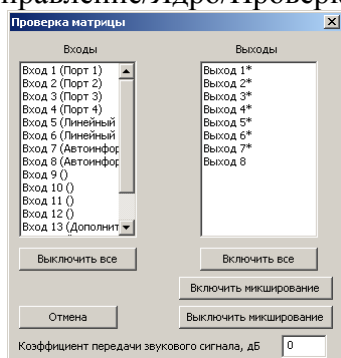 правление/Ядро/Проверка
Проверка матрицы
Входы
Выходы
Вход 1 (Порт 1)
Вход 2 (Порт 2)
Вход 3 (Порт 3)
Вход 4 (Порт 4)
Вход 5 (Линейный
Вход 6 (Линейный
Вход 7 (Автоинфор
Вход 8 (Автоинфор
Вход 9 ()
Вход 10 ()
Вход 11 ()
Вход 12 ()
Вход 13 (Дополнит
Выход 1*
Выход 2*
Выход 3*
Выход 4*
Выход 5*
Выход 6*
Выход 7*
Выход 8
Выключить все
Включить все
Включить микширование
Отмена
Выключить микширование
Коэффициент передачи звукового сигнала, дБ
0